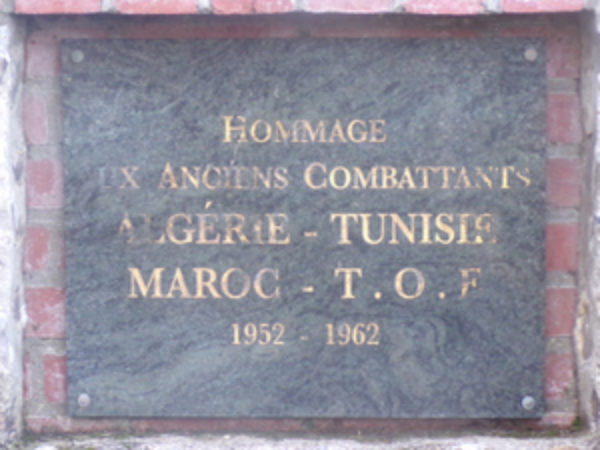 HOMMAGE
AUX ANCIENS COMBATTANTS
ALGÉRIE - TUNISIE
MAROC - T.O.E
1952 - 1962